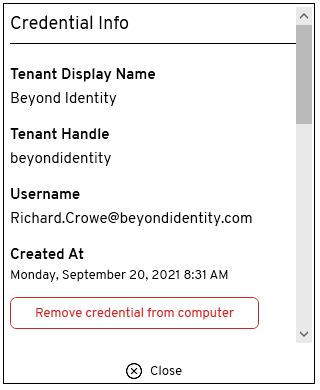 Credential Info
Tenant Display Name
Beyond Identity
Tenant Handle
beyondidentity
Username
Richard.Crowe@beyondidentity.com
Created At
Monday, September 20, 2021 8:31 AM
Remove credential from computer
Close